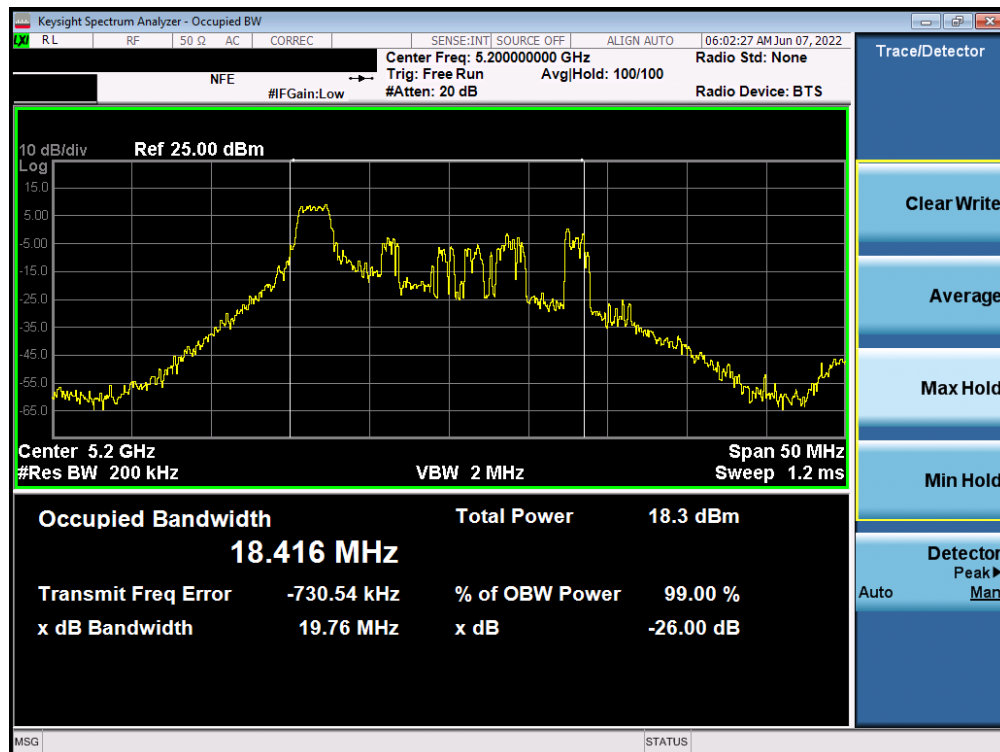 Keysight Spectrum Analyzer - Occupied BW
LXI RL RF 50 Ω AC CORREC SENSE:INT SOURCE OFF ALIGN AUTO 06:02:27 AM Jun 07, 2022
Center Freq: 5.200000000 GHz Radio Std: None
NFE Trig: Free Run Avg|Hold: 100/100
#IFGain:Low #Atten: 20 dB Radio Device: BTS
10 dB/div Ref 25.00 dBm
Log
15.0
5.00
-5.00
-15.0
-25.0
-35.0
-45.0
-55.0
-65.0
Center 5.2 GHz Span 50 MHz
#Res BW 200 kHz VBW 2 MHz Sweep 1.2 ms
Occupied Bandwidth Total Power 18.3 dBm
18.416 MHz
Transmit Freq Error -730.54 kHz % of OBW Power 99.00 %
x dB Bandwidth 19.76 MHz x dB -26.00 dB
MSG STATUS
Trace/Detector
Clear Write
Average
Max Hold
Min Hold
Detector
Peak▶
Auto Man